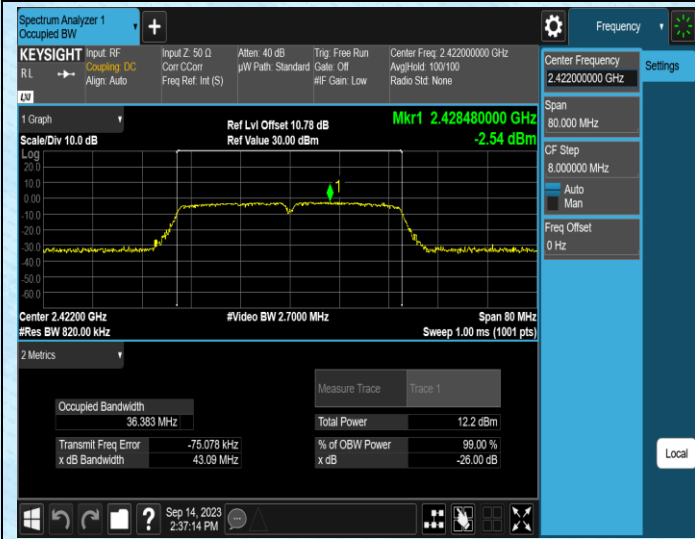 Spectrum Analyzer 1
Occupied BW
+
Frequency
KEYSIGHT
RL
LXI
Input: RF
Coupling: DC
Align: Auto
Input Z: 50 Ω
Corr CCorr
Freq Ref: Int (S)
Atten: 40 dB
µW Path: Standard
Trig: Free Run
Gate: Off
#IF Gain: Low
Center Freq: 2.422000000 GHz
Avg|Hold: 100/100
Radio Std: None
Center Frequency
2.422000000 GHz
Settings
Span
80.000 MHz
CF Step
8.000000 MHz
Auto
Man
Freq Offset
0 Hz
Local
1 Graph
Scale/Div 10.0 dB
Ref Lvl Offset 10.78 dB
Ref Value 30.00 dBm
Mkr1 2.428480000 GHz
-2.54 dBm
Log
20.0
10.0
0.00
-10.0
-20.0
-30.0
-40.0
-50.0
-60.0
1
Center 2.42200 GHz
#Res BW 820.00 kHz
#Video BW 2.7000 MHz
Span 80 MHz
Sweep 1.00 ms (1001 pts)
2 Metrics
Measure Trace
Trace 1
Occupied Bandwidth
36.383 MHz
Total Power
12.2 dBm
Transmit Freq Error
-75.078 kHz
% of OBW Power
99.00 %
x dB Bandwidth
43.09 MHz
x dB
-26.00 dB
?
Sep 14, 2023
2:37:14 PM